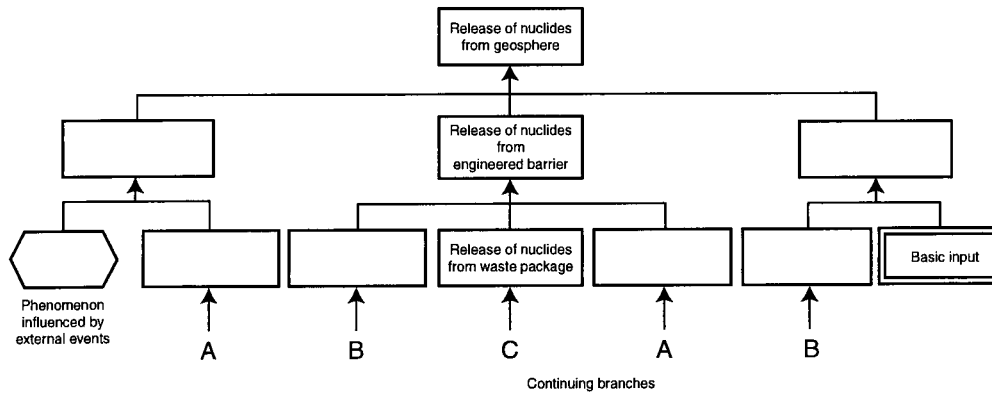 Release of nuclides
from geosphere
Release of nuclides
from
engineered barrier
Release of nuclides
from waste package
Basic input
Phenomenon
influenced by
external events
A
B
C
A
B
Continuing branches